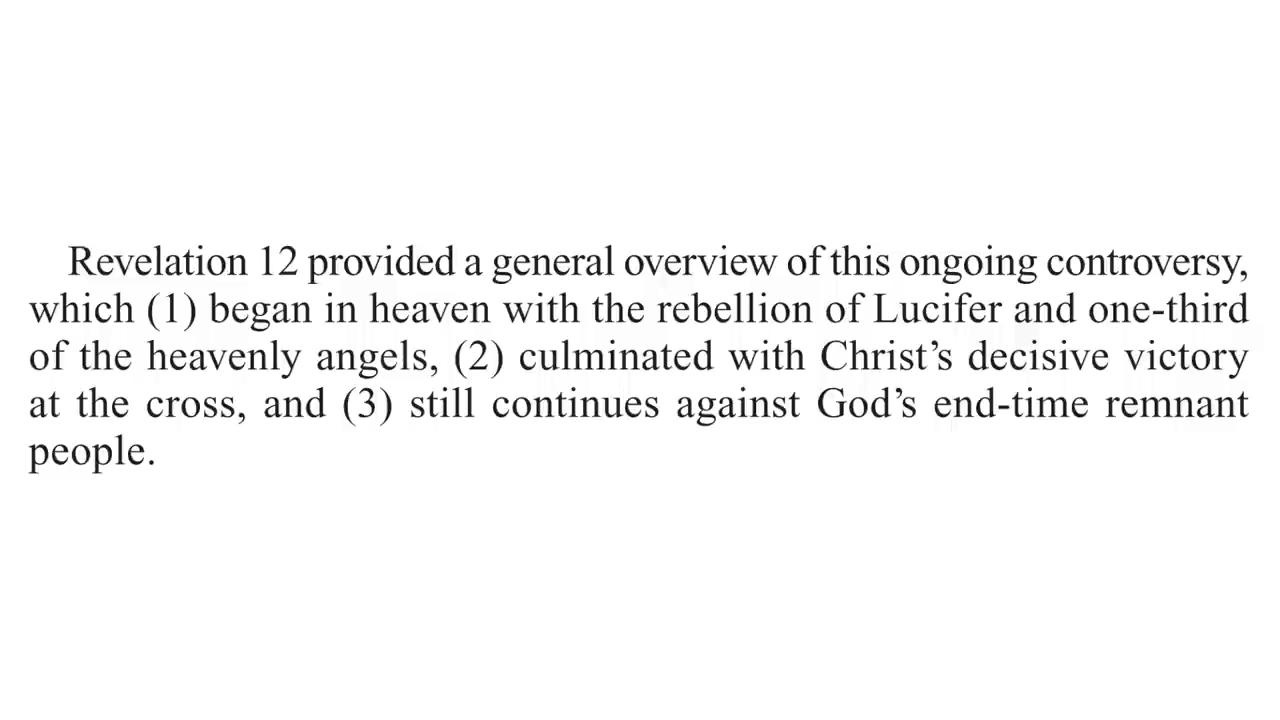 Revelation 12 provided a general overview of this ongoing controversy,
which (1) began in heaven with the rebellion of Lucifer and one-third
of the heavenly angels, (2) culminated with Christ’s decisive victory
at the cross, and (3) still continues against God’s end-time remnant
people.